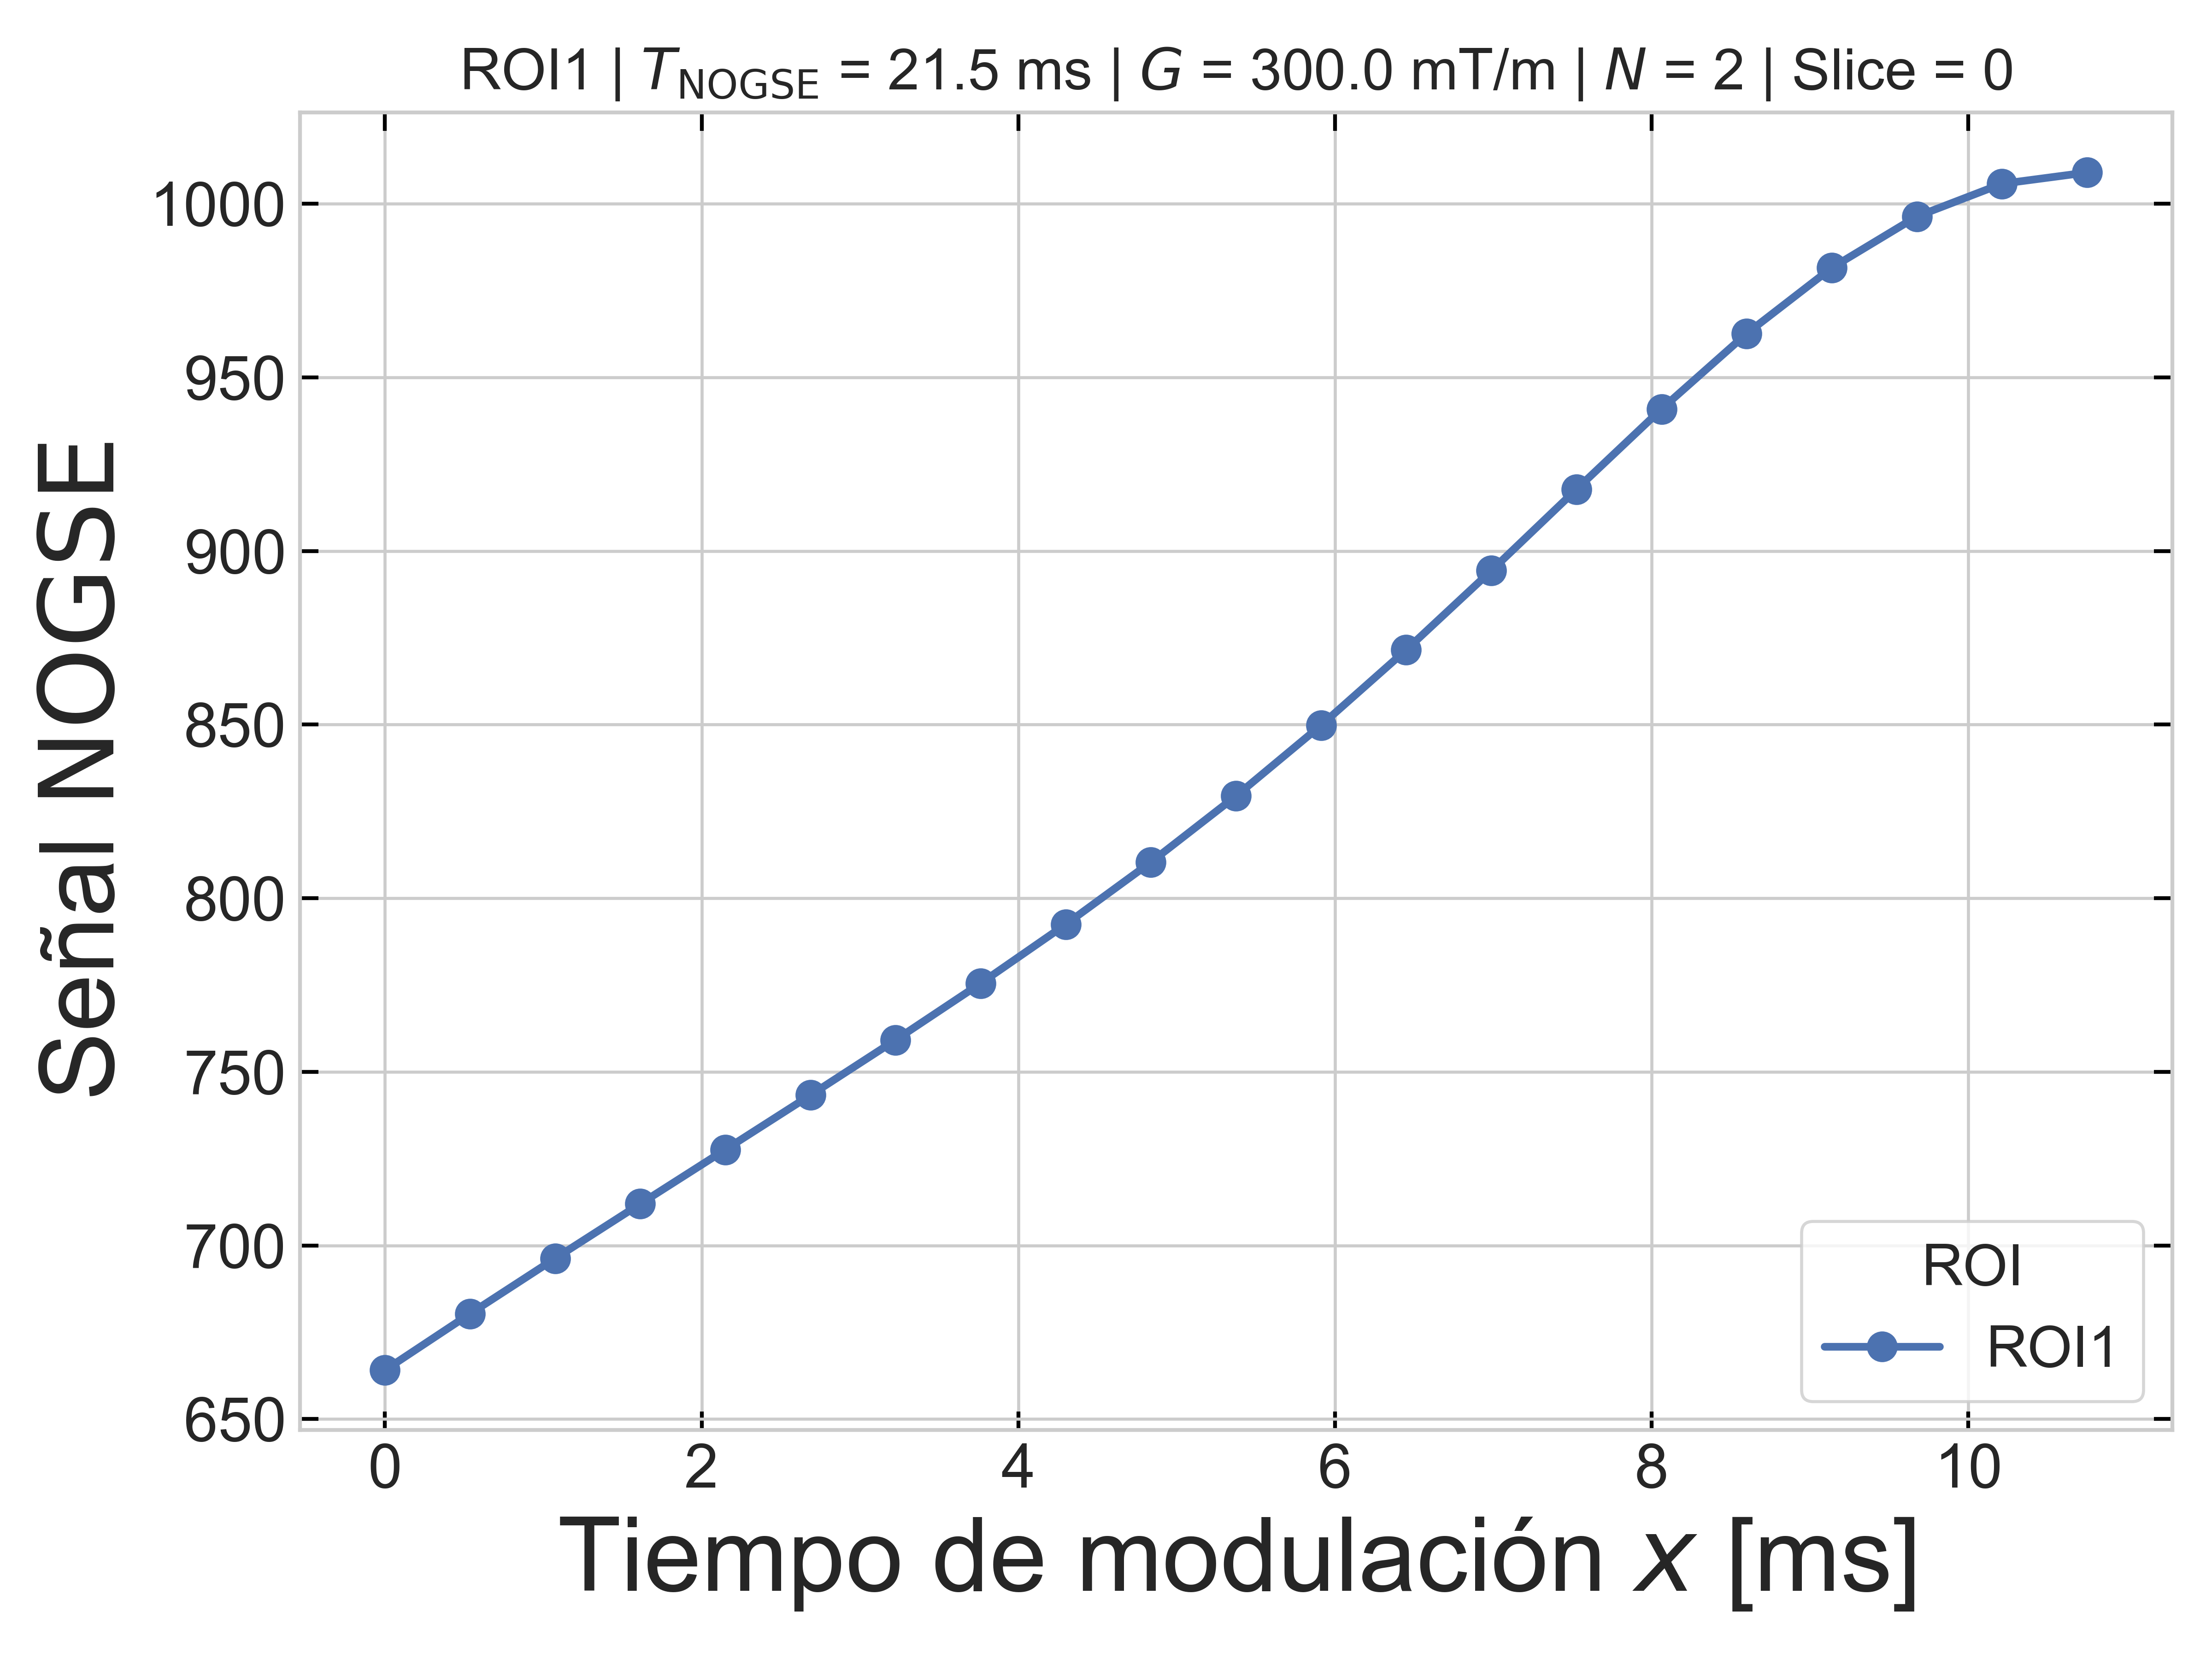 ROI1 | T_NOGSE = 21.5 ms | G = 300.0 mT/m | N = 2 | Slice = 0
Señal NOGSE
1000
950
900
850
800
750
700
650
ROI
ROI1
0 2 4 6 8 10
Tiempo de modulación x [ms]